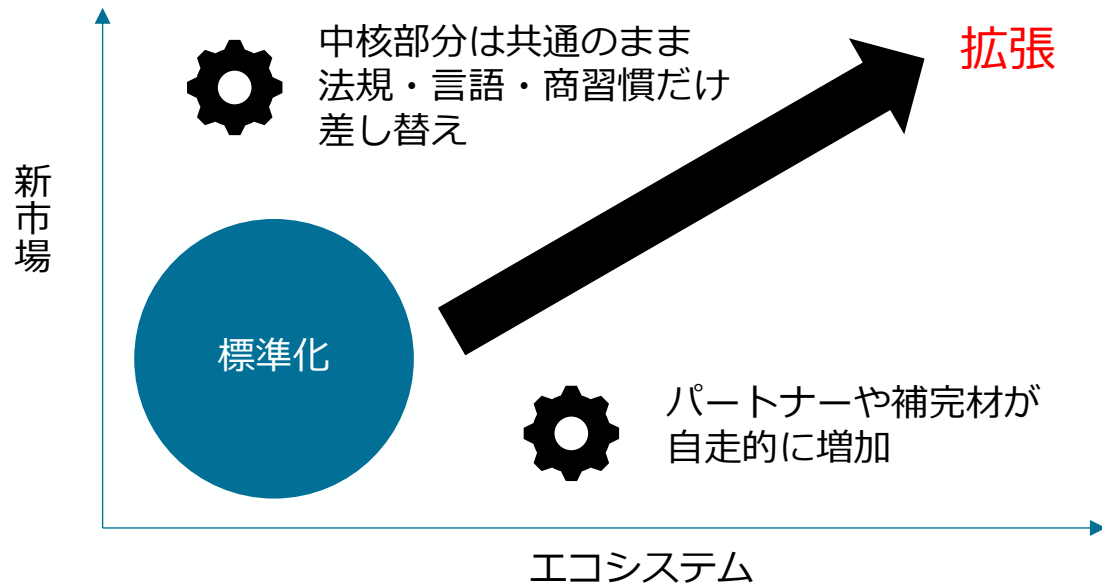 中核部分は共通のまま
法規・言語・商習慣だけ
差し替え
拡張
新市場
標準化
パートナーや補完材が
自走的に増加
エコシステム